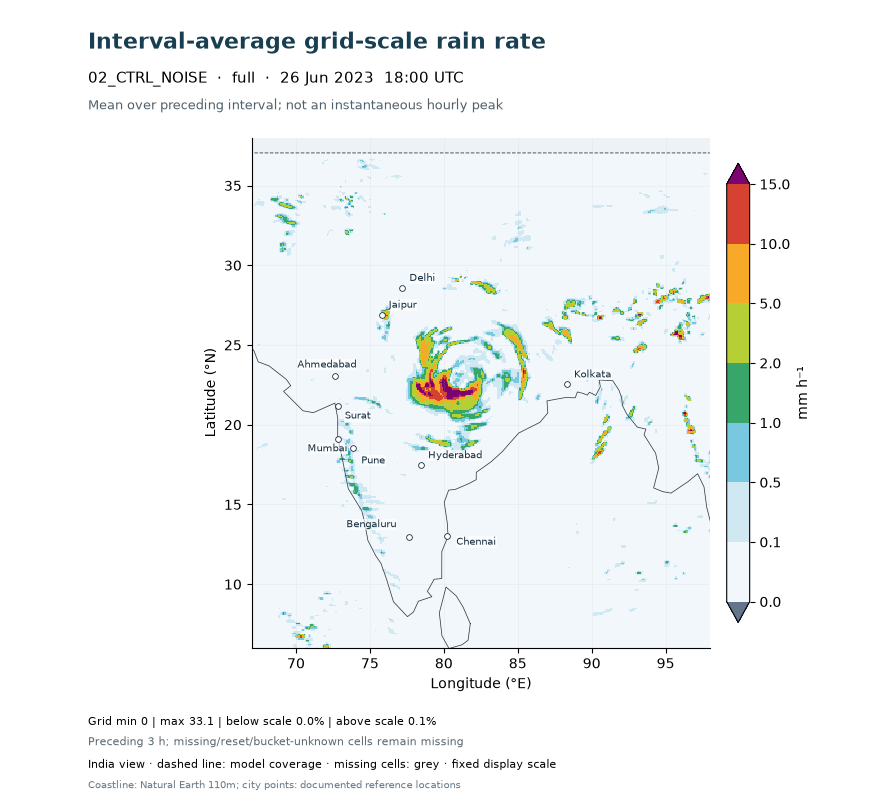 Interval-average grid-scale rain rate
02_CTRL_NOISE · full · 26 Jun 2023 18:00 UTC
Mean over preceding interval; not an instantaneous hourly peak
35
30
25
20
15
10
Latitude (°N)
Delhi
Jaipur
Ahmedabad
Kolkata
Surat
Mumbai
Pune
Hyderabad
Bengaluru
Chennai
70 75 80 85 90 95
Longitude (°E)
15.0
10.0
5.0
2.0
1.0
0.5
0.1
0.0
mm h⁻¹
Grid min 0 | max 33.1 | below scale 0.0% | above scale 0.1%
Preceding 3 h; missing/reset/bucket-unknown cells remain missing
India view · dashed line: model coverage · missing cells: grey · fixed display scale
Coastline: Natural Earth 110m; city points: documented reference locations